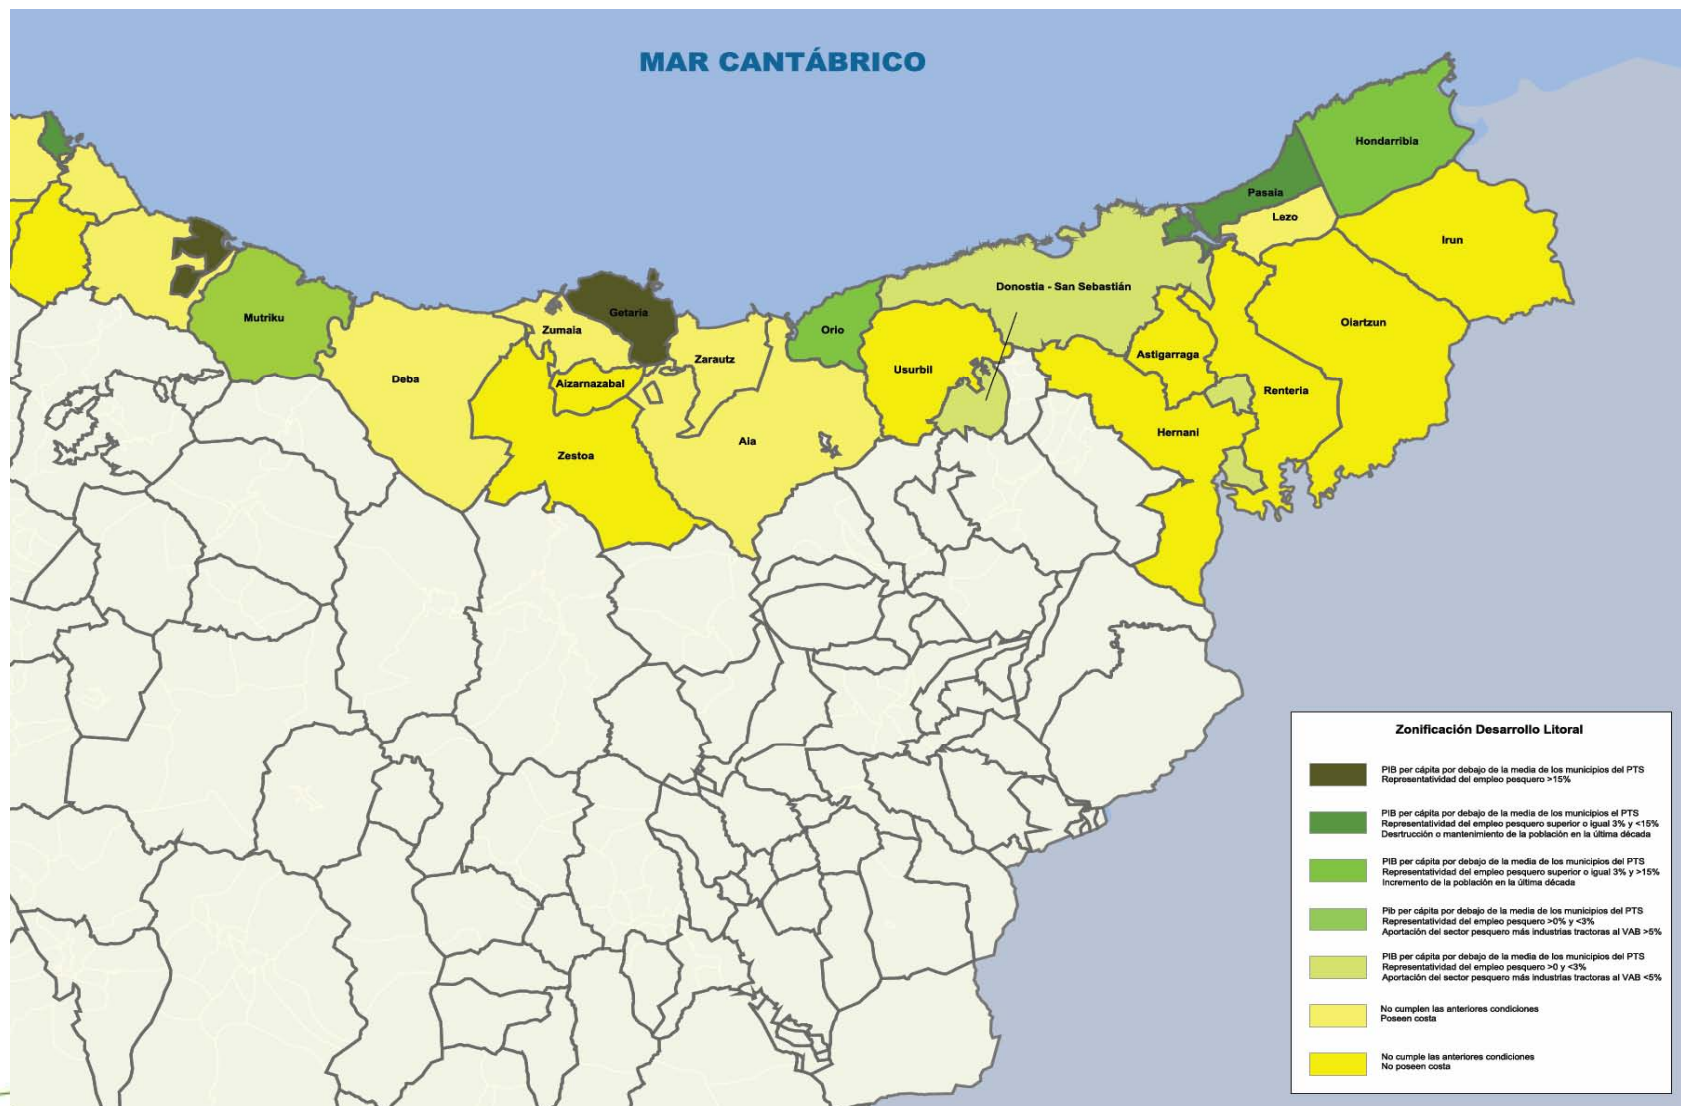 MAR CANTÁBRICO
Hondarribia
Pasaia
Lezo
Irun
Donostia - San Sebastián
Mutriku
Getaria
Zumaia
Orio
Oiartzun
Zarautz
Astigarraga
Usurbil
Deba
Aizarnazabal
Renteria
Hernani
Aia
Zestoa
Zonificación Desarrollo Litoral
PIB per cápita por debajo de la media de los municipios del PTS
Representatividad del empleo pesquero >15%
PIB per cápita por debajo de la media de los municipios el PTS
Representatividad del empleo pesquero superior o igual 3% y <15%
Destrucción o mantenimiento de la población en la última década
PIB per cápita por debajo de la media de los municipios del PTS
Representatividad del empleo pesquero superior o igual 3% y >15%
Incremento de la población en la última década
Pib per cápita por debajo de la media de los municipios del PTS
Representatividad del empleo pesquero >0% y <3%
Aportación del sector pesquero más industrias tractoras al VAB >5%
PIB per cápita por debajo de la media de los municipios del PTS
Representatividad del empleo pesquero >0 y <3%
Aportación del sector pesquero más industrias tractoras al VAB <5%
No cumplen las anteriores condiciones
Poseen costa
No cumple las anteriores condiciones
No poseen costa